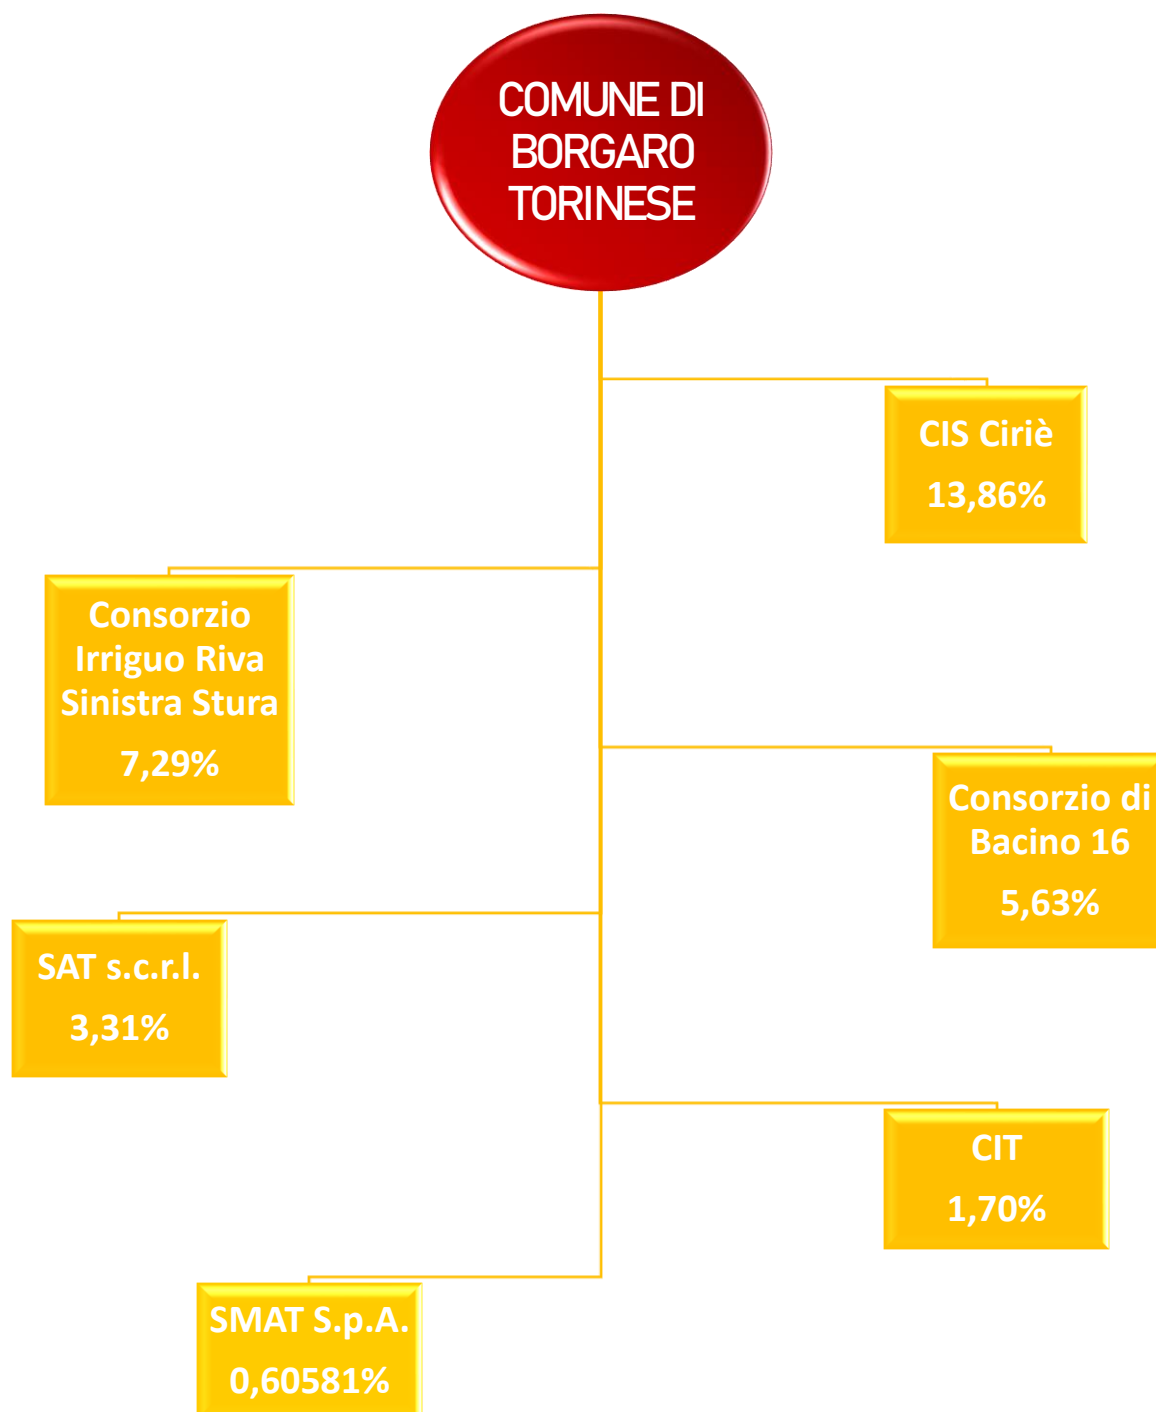 COMUNE DI
BORGARO
TORINESE
CIS Ciriè
13,86%
Consorzio
Irriguo Riva
Sinistra Stura
7,29%
Consorzio di
Bacino 16
5,63%
SAT s.c.r.l.
3,31%
CIT
1,70%
SMAT S.p.A.
0,60581%